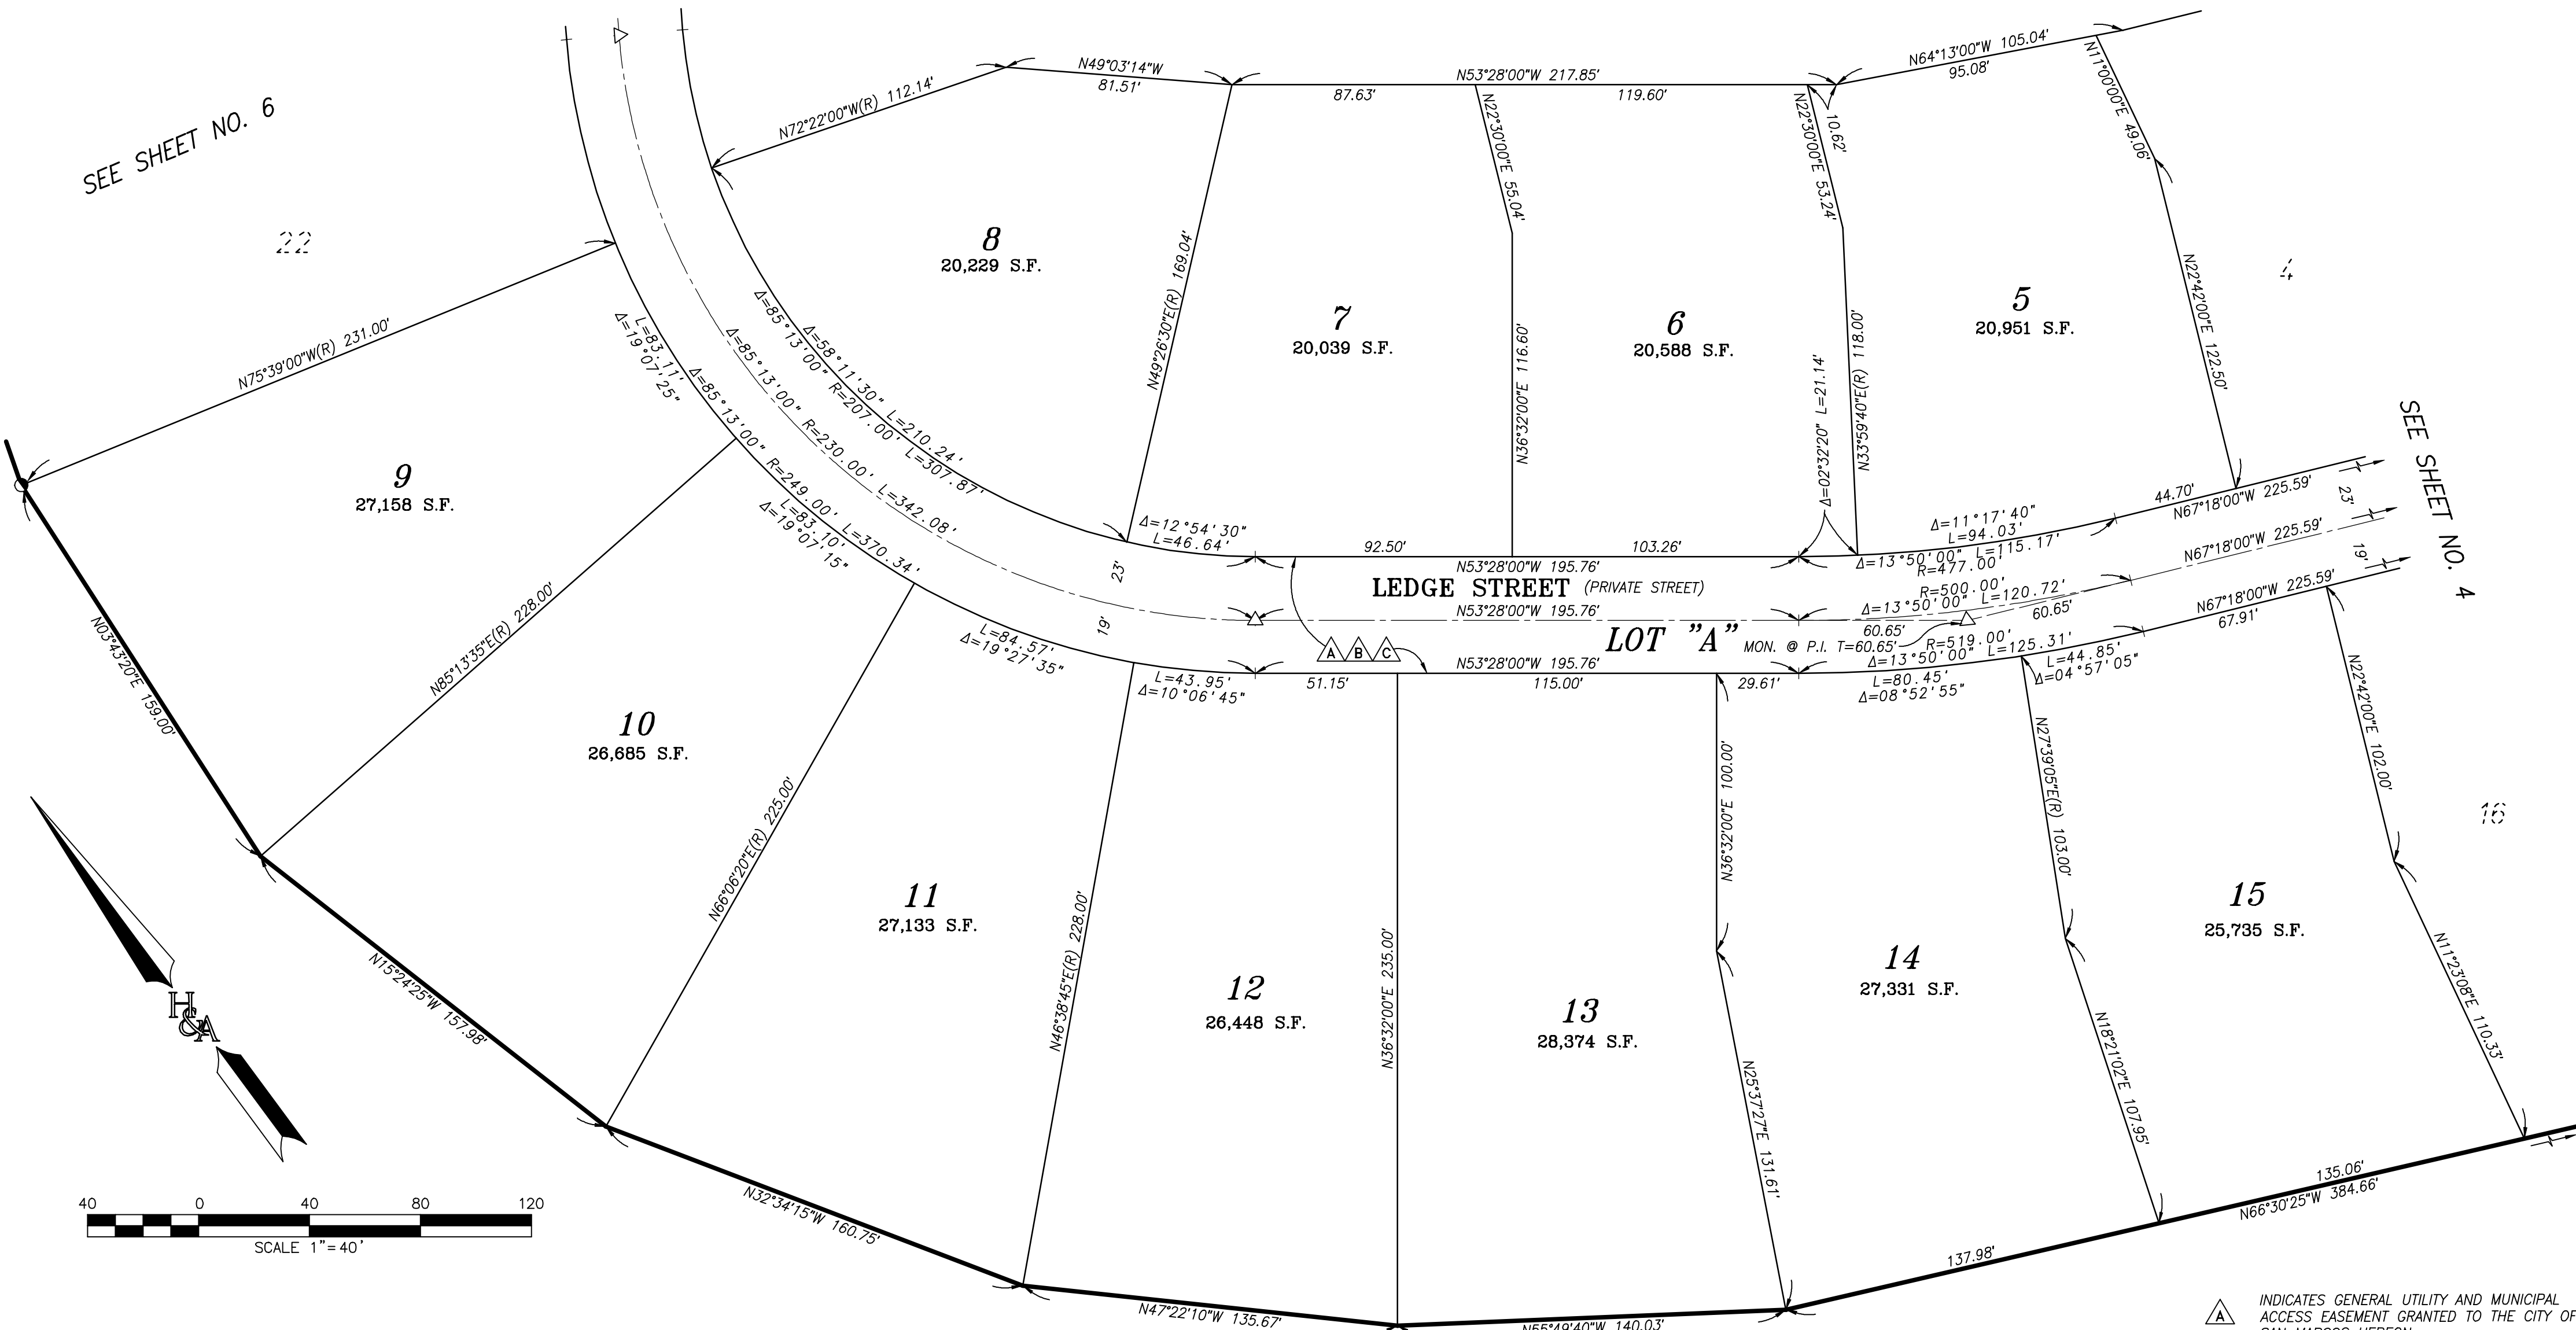 SEE SHEET NO. 6
22
N72°22'00"W(R) 112.14'
N49°03'14"W
81.51'
N53°28'00"W 217.85'
87.63'
119.60'
10.62'
N64°13'00"W 105.04'
95.08'
N11°00'00"E 49.06'
N22°42'00"E 122.50'
4
SEE SHEET NO. 4
8
20,229 S.F.
N49°26'30"E(R) 169.04'
7
20,039 S.F.
N22°30'00"E 55.04'
N36°32'00"E 116.60'
6
20,588 S.F.
N22°30'00"E 53.24'
N33°59'40"E(R) 118.00'
Δ=02°32'20" L=21.14'
5
20,951 S.F.
Δ=58°11'30" L=210.24'
Δ=85°13'00" R=207.00' L=307.87'
Δ=85°13'00" R=230.00' L=342.08'
Δ=85°13'00" R=249.00' L=370.34'
L=83.11'
Δ=19°07'25"
L=83.10'
Δ=19°07'15"
L=84.57'
Δ=19°27'35"
L=43.95'
Δ=10°06'45"
Δ=12°54'30"
L=46.64'
23'
19'
92.50'
103.26'
N53°28'00"W 195.76'
LEDGE STREET (PRIVATE STREET)
N53°28'00"W 195.76'
LOT "A"
MON. @ P.I. T=60.65'
A B C
N53°28'00"W 195.76'
51.15'
115.00'
29.61'
Δ=11°17'40"
L=94.03'
Δ=13°50'00" L=115.17'
R=477.00'
R=500.00'
Δ=13°50'00" L=120.72'
60.65'
60.65'
R=519.00'
Δ=13°50'00" L=125.31'
L=80.45'
Δ=08°52'55"
L=44.85'
Δ=04°57'05"
44.70'
N67°18'00"W 225.59'
N67°18'00"W 225.59'
N67°18'00"W 225.59'
67.91'
23'
19'
N75°39'00"W(R) 231.00'
9
27,158 S.F.
N03°43'20"E 159.00'
N85°13'35"E(R) 228.00'
10
26,685 S.F.
N15°24'25"W 157.98'
N66°06'20"E(R) 225.00'
11
27,133 S.F.
N32°34'15"W 160.75'
N46°38'45"E(R) 228.00'
12
26,448 S.F.
N47°22'10"W 135.67'
N36°32'00"E 235.00'
13
28,374 S.F.
N55°49'40"W 140.03'
N36°32'00"E 100.00'
N25°37'27"E 131.61'
14
27,331 S.F.
137.98'
N27°39'05"E(R) 103.00'
N18°21'02"E 107.95'
15
25,735 S.F.
N22°42'00"E 102.00'
N11°23'08"E 110.33'
135.06'
N66°30'25"W 384.66'
16
H&A
40 0 40 80 120
SCALE 1"=40'
A
INDICATES GENERAL UTILITY AND MUNICIPAL
ACCESS EASEMENT GRANTED TO THE CITY OF
SAN MARCOS HEREON